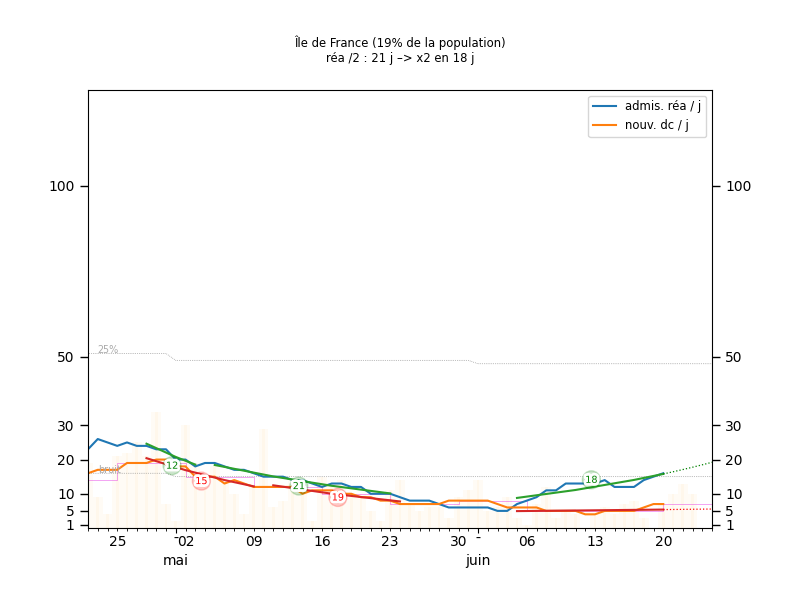 Île de France (19% de la population)
réa /2 : 21 j –> x2 en 18 j
admis. réa / j
nouv. dc / j
100 100
50 50
25%
30 30
20 20
bruit
12
15
21
19
18
10 10
5 5
1 1
25 02 09 16 23 30 06 13 20
mai juin